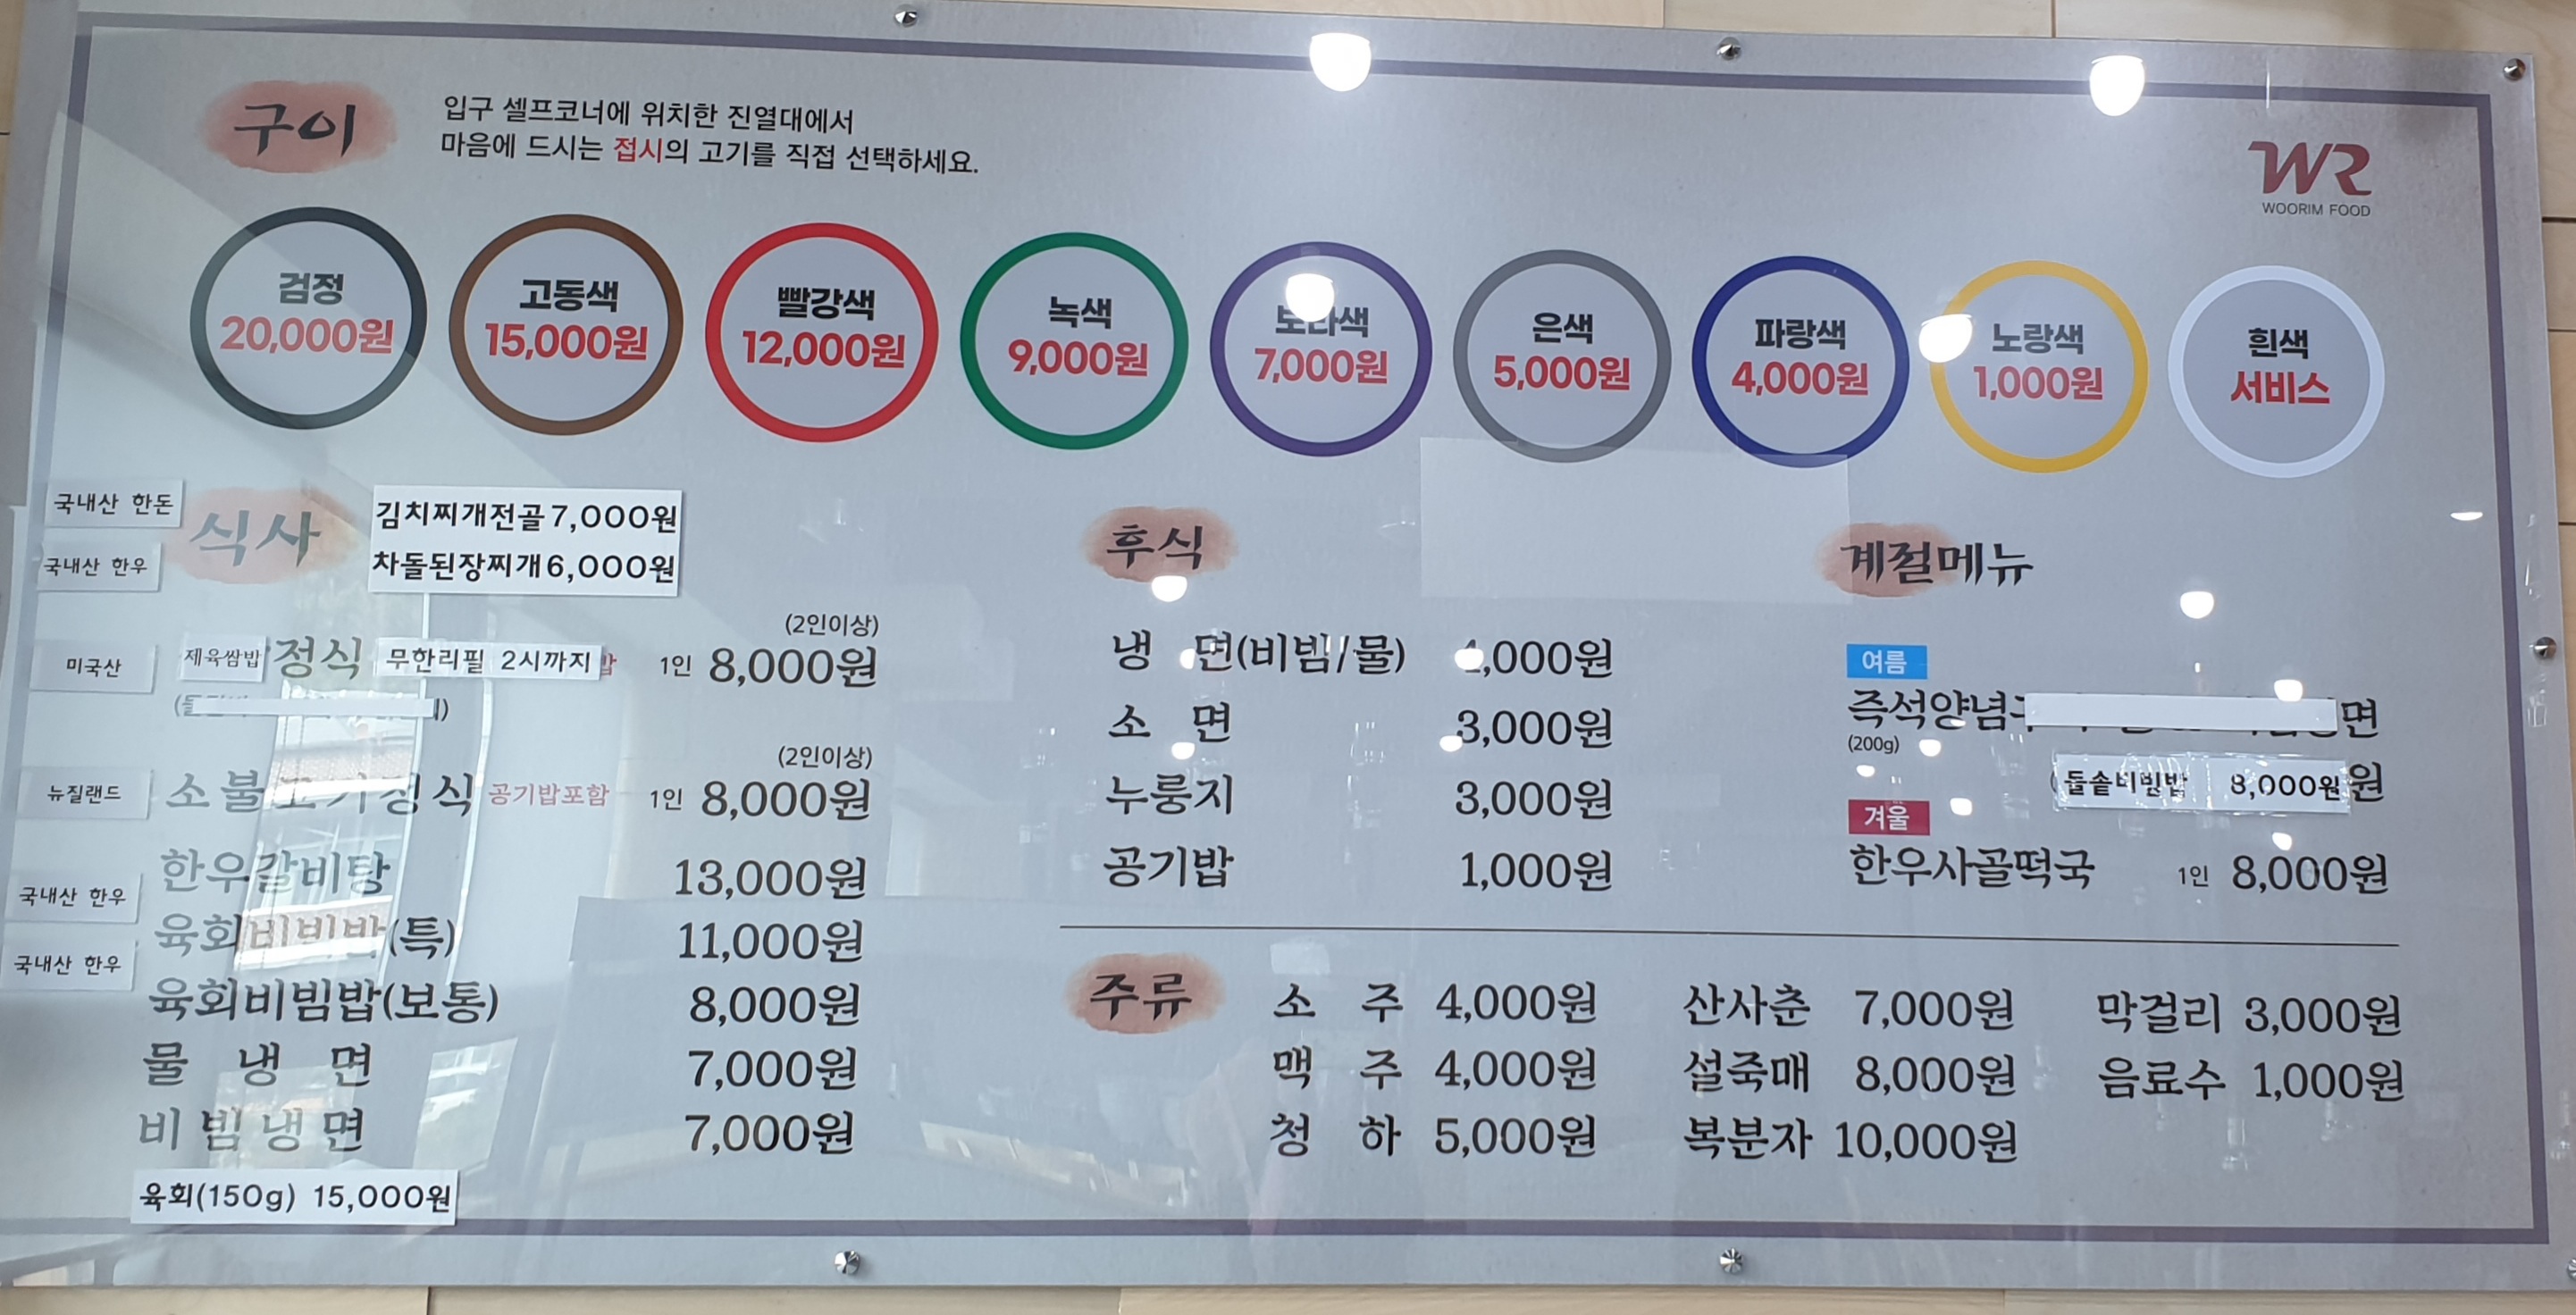 구이
입구 셀프코너에 위치한 진열대에서
마음에 드시는 접시의 고기를 직접 선택하세요.
WR
WOORIM FOOD
검정
20,000원
고동색
15,000원
빨강색
12,000원
녹색
9,000원
보라색
7,000원
은색
5,000원
파랑색
4,000원
노랑색
1,000원
흰색
서비스
국내산 한돈
국내산 한우
식사
김치찌개전골 7,000원
차돌된장찌개 6,000원
(2인이상)
미국산 제육쌈밥 정식 무한리필 2시까지 1인 8,000원
(2인이상)
뉴질랜드 소불고기정식 공기밥포함 1인 8,000원
한우갈비탕 13,000원
국내산 한우
육회비빔밥(특) 11,000원
국내산 한우
육회비빔밥(보통) 8,000원
물 냉 면 7,000원
비빔냉면 7,000원
육회(150g) 15,000원
후식
냉 면(비빔/물) ,000원
소 면 3,000원
누룽지 3,000원
공기밥 1,000원
계절메뉴
여름
즉석양념 면
(200g)
돌솥비빔밥 8,000원 원
겨울
한우사골떡국 1인 8,000원
주류
소 주 4,000원 산사춘 7,000원 막걸리 3,000원
맥 주 4,000원 설죽매 8,000원 음료수 1,000원
청 하 5,000원 복분자 10,000원